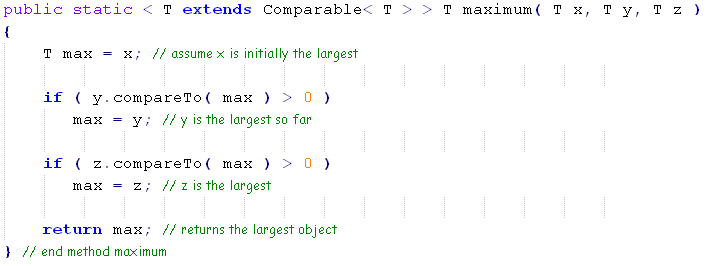 public static < T extends Comparable< T > > T maximum( T x, T y, T z )
{
T max = x; // assume x is initially the largest
if ( y.compareTo( max ) > 0 )
max = y; // y is the largest so far
if ( z.compareTo( max ) > 0 )
max = z; // z is the largest
return max; // returns the largest object
} // end method maximum